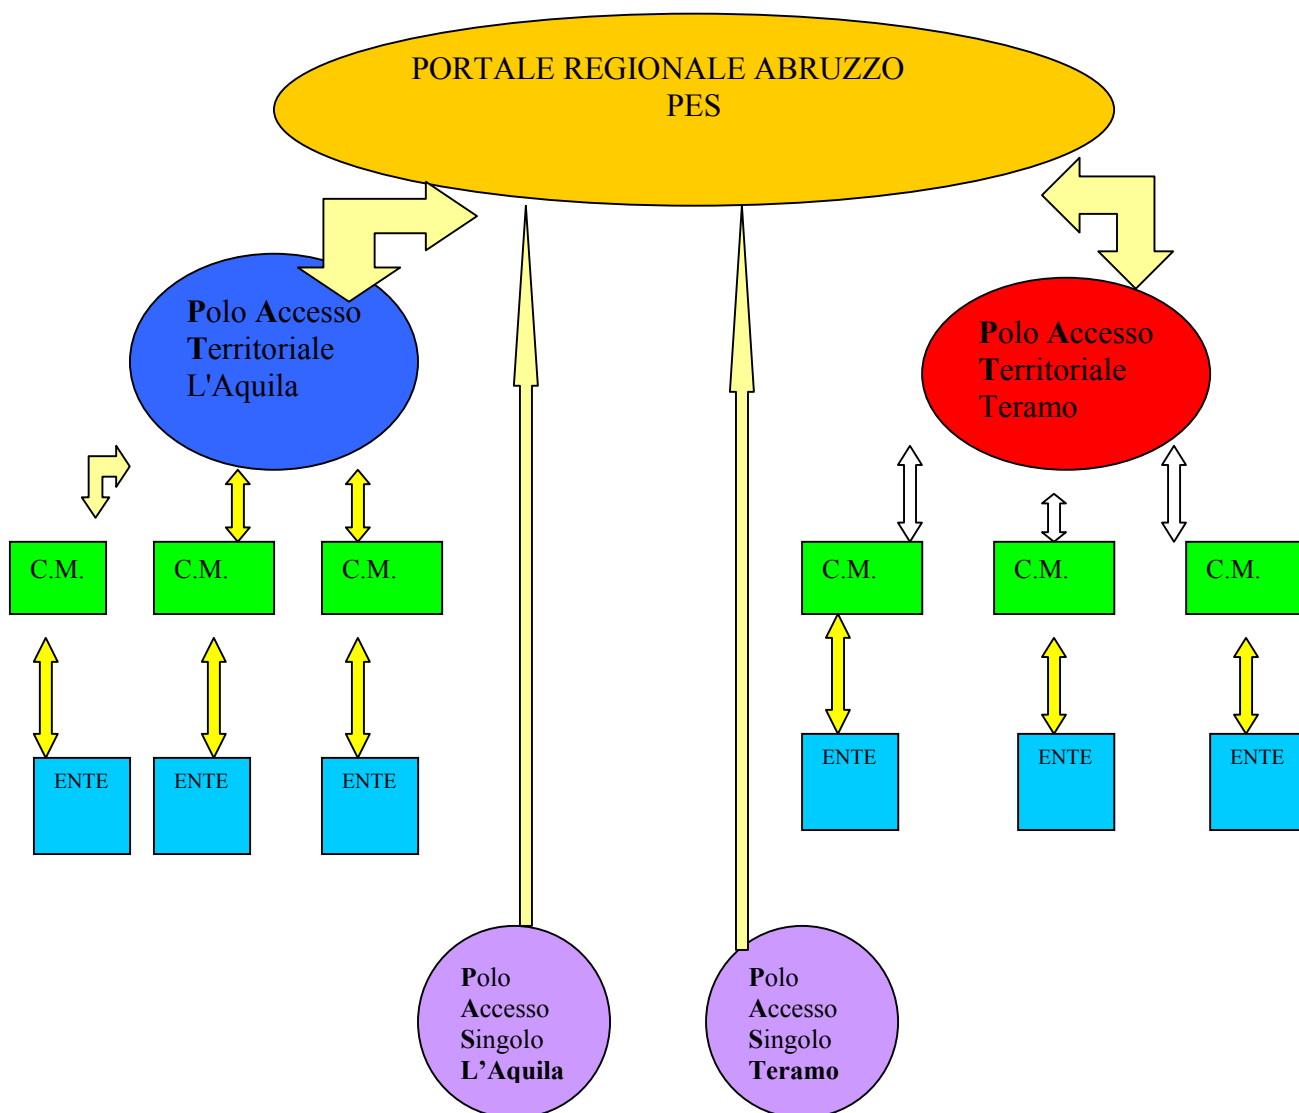 PORTALE REGIONALE ABRUZZO
PES
Polo Accesso
Territoriale
L'Aquila
Polo Accesso
Territoriale
Teramo
C.M.
C.M.
C.M.
C.M.
C.M.
C.M.
ENTE
ENTE
ENTE
ENTE
ENTE
ENTE
Polo
Accesso
Singolo
L’Aquila
Polo
Accesso
Singolo
Teramo